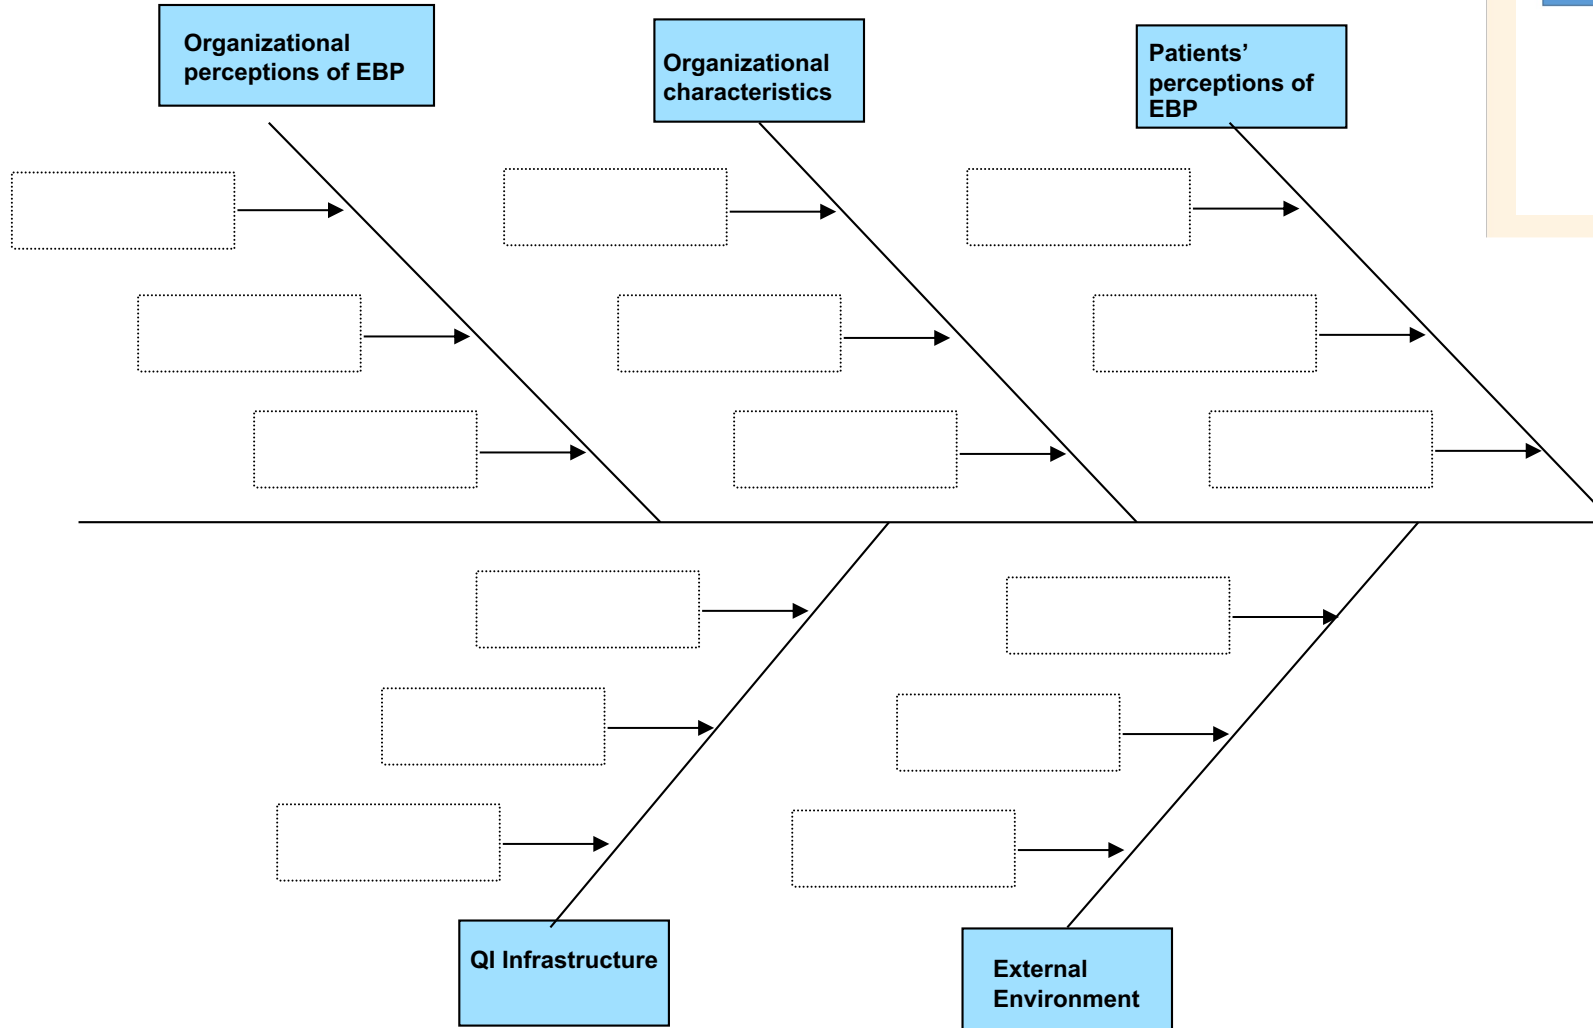 Organizational
perceptions of EBP
Organizational
characteristics
Patients’
perceptions of
EBP
QI Infrastructure
External
Environment